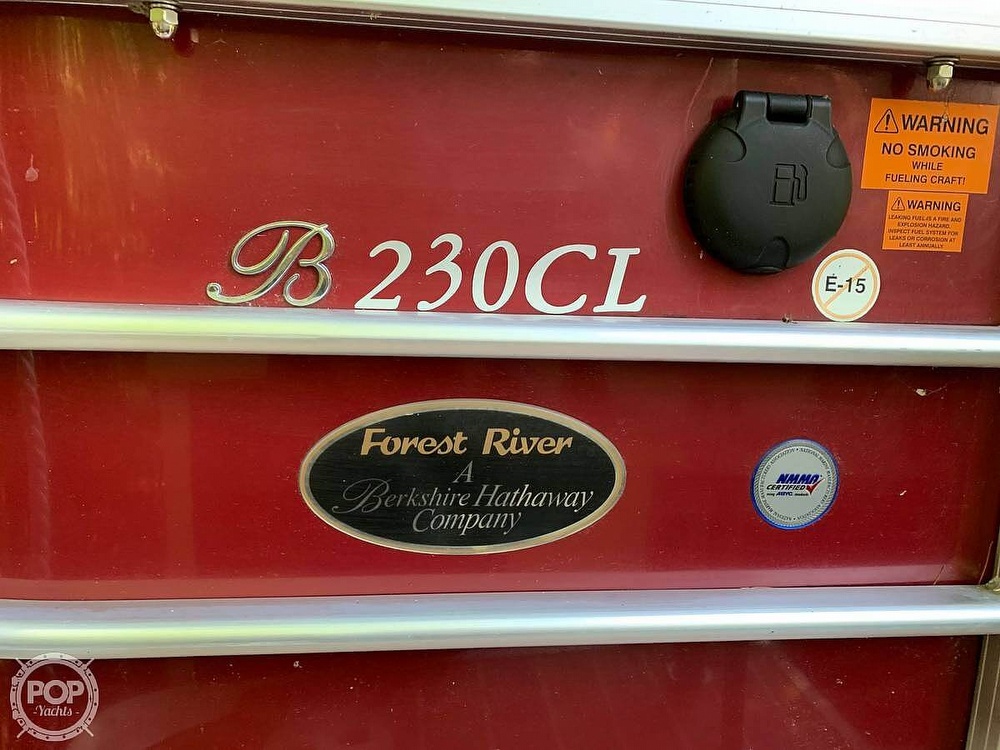 B 230CL
WARNING
NO SMOKING
WHILE
FUELING CRAFT!
WARNING
LEAKING FUEL IS A FIRE AND
EXPLOSION HAZARD.
INSPECT FUEL SYSTEM FOR
LEAKS OR CORROSION AT
LEAST ANNUALLY
E-15
Forest River
A
Berkshire Hathaway
Company
NMMA
CERTIFIED
POP
-Yachts-